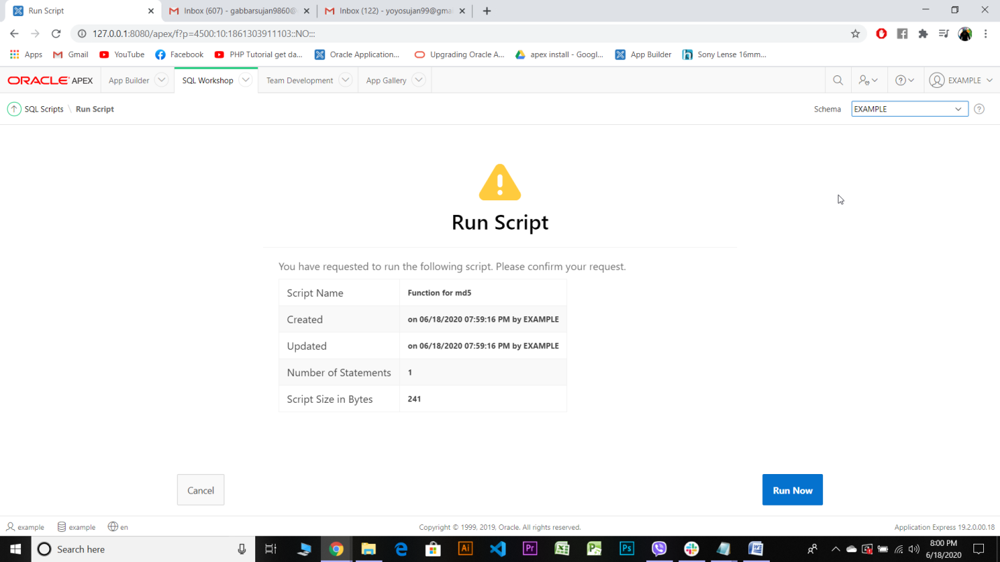 Run Script
Inbox (607) - gabbarsujan9860@
Inbox (122) - yoyosujan99@gmai
127.0.0.1:8080/apex/f?p=4500:10:1861303911103::NO:::
Apps
Gmail
YouTube
Facebook
PHP Tutorial get da...
Oracle Application...
Upgrading Oracle A...
apex install - Googl...
App Builder
Sony Lense 16mm...
ORACLE APEX
App Builder
SQL Workshop
Team Development
App Gallery
EXAMPLE
SQL Scripts \ Run Script
Schema
EXAMPLE
Run Script
You have requested to run the following script. Please confirm your request.
Script Name Function for md5
Created on 06/18/2020 07:59:16 PM by EXAMPLE
Updated on 06/18/2020 07:59:16 PM by EXAMPLE
Number of Statements 1
Script Size in Bytes 241
Cancel
Run Now
example
example
en
Copyright © 1999, 2019, Oracle. All rights reserved.
Application Express 19.2.0.00.18
Search here
Ai
Pr
Ps
8:00 PM
6/18/2020